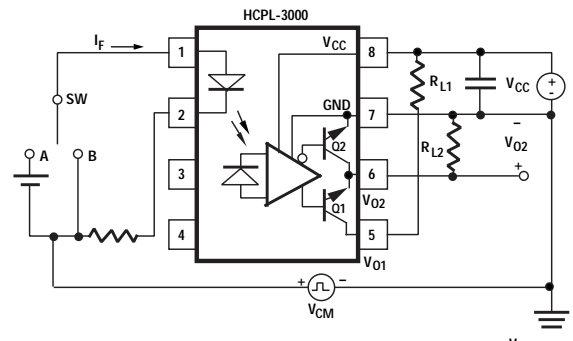 HCPL-3000
I_F
1
V_CC
8
SW
2
GND
7
R_L1
V_CC
+
-
A
B
3
Q2
6
R_L2
–
V_O2
+
V_O2
4
Q1
5
V_O1
+
–
V_CM
V